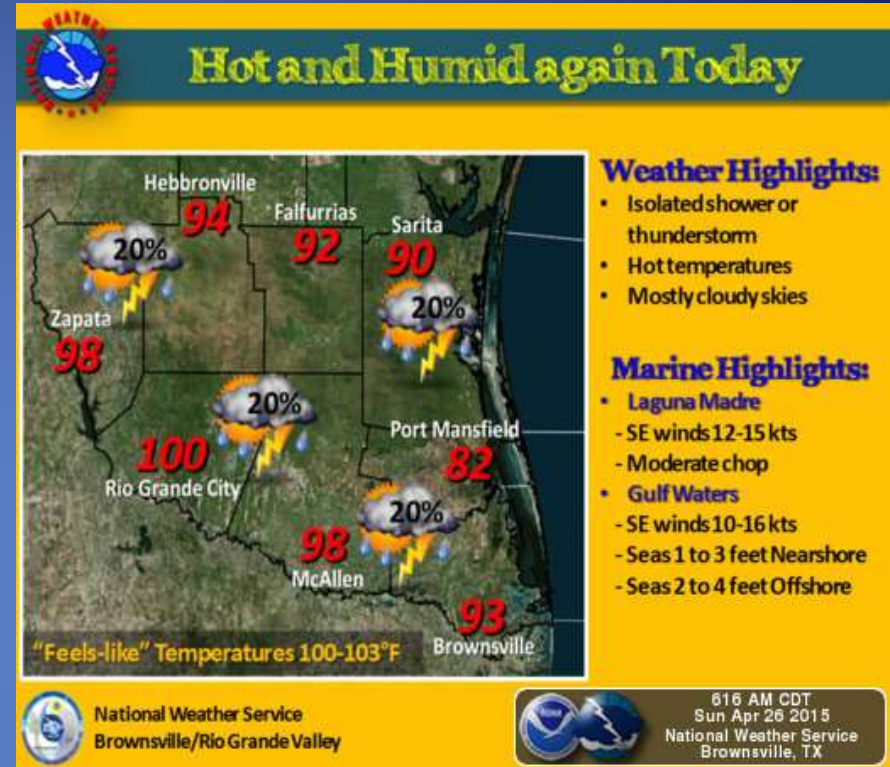 NATIONAL WEATHER SERVICE
Hot and Humid again Today
Hebbronville
94
Falfurrias
92
Sarita
90
20%
20%
Zapata
98
20%
100
Rio Grande City
Port Mansfield
82
20%
98
McAllen
93
Brownsville
"Feels-like" Temperatures 100-103°F
Weather Highlights:
• Isolated shower or
thunderstorm
• Hot temperatures
• Mostly cloudy skies
Marine Highlights:
• Laguna Madre
- SE winds 12-15 kts
- Moderate chop
• Gulf Waters
- SE winds 10-16 kts
- Seas 1 to 3 feet Nearshore
- Seas 2 to 4 feet Offshore
National Weather Service
Brownsville/Rio Grande Valley
noaa
616 AM CDT
Sun Apr 26 2015
National Weather Service
Brownsville, TX